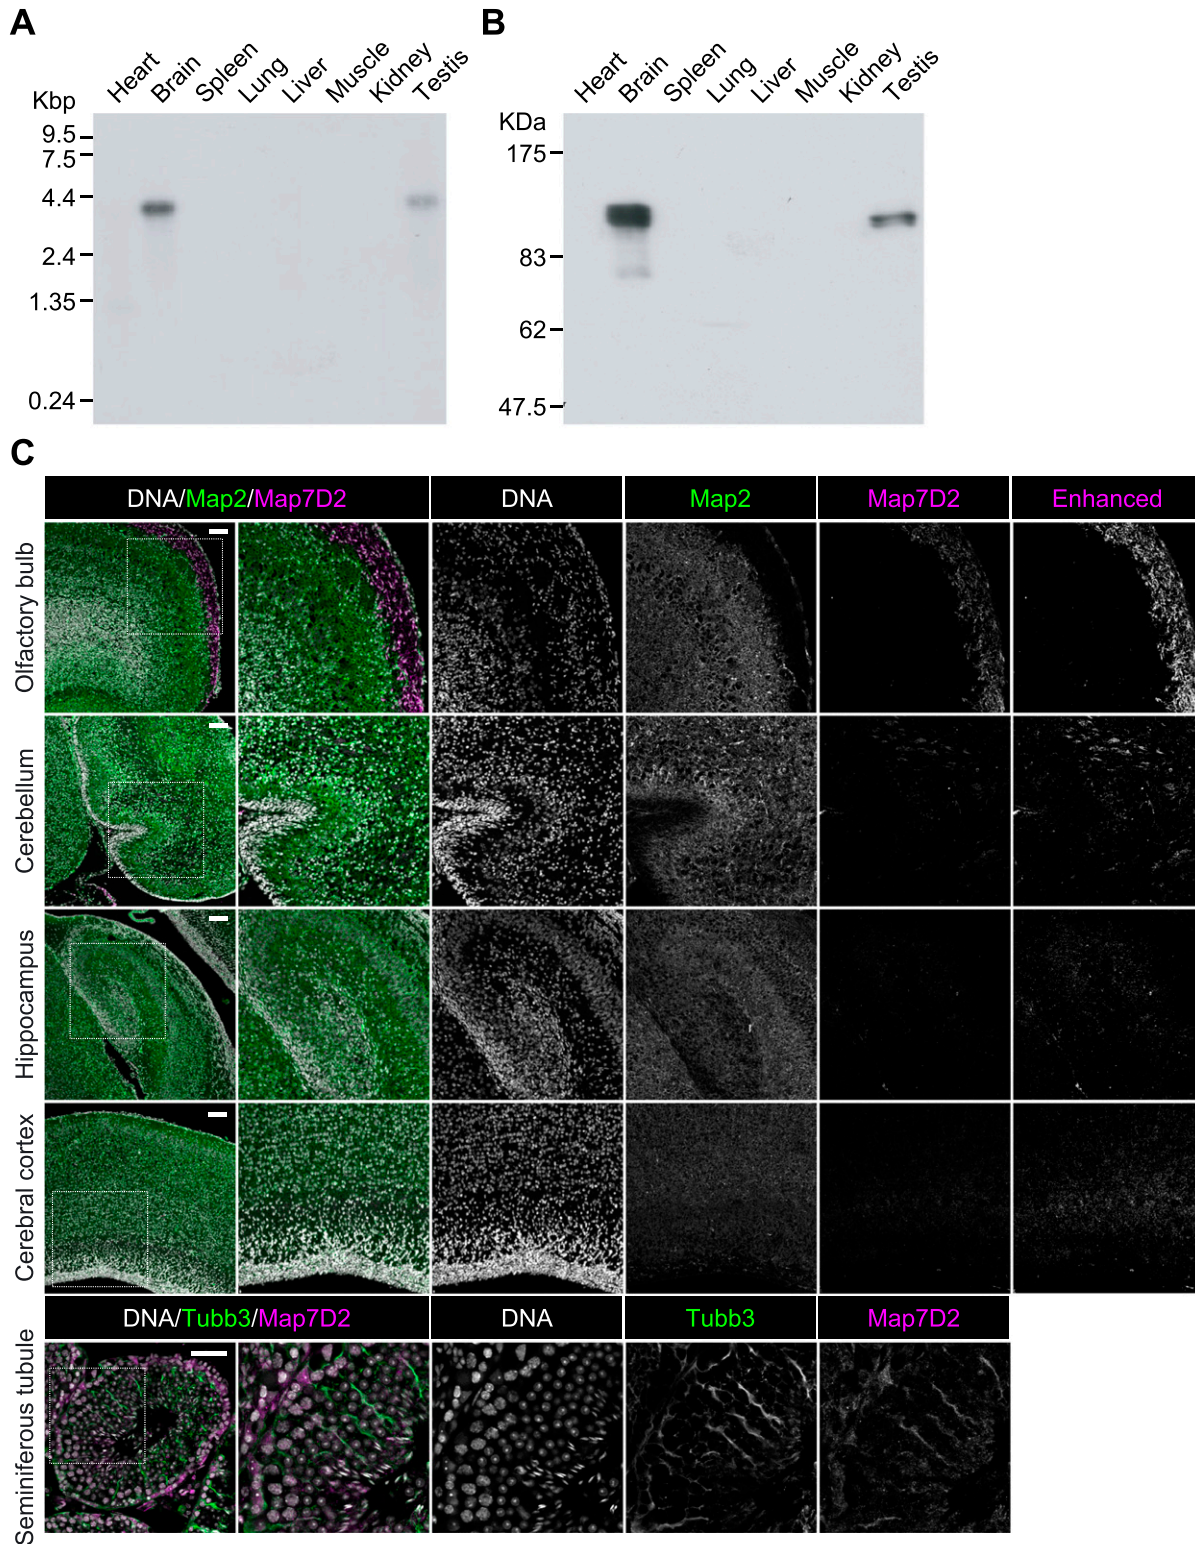 A
B
Heart Brain Spleen Lung Liver Muscle Kidney Testis
Kbp
9.5
7.5
4.4
2.4
1.35
0.24
Heart Brain Spleen Lung Liver Muscle Kidney Testis
KDa
175
83
62
47.5
C
DNA/Map2/Map7D2 DNA Map2 Map7D2 Enhanced
Olfactory bulb
Cerebellum
Hippocampus
Cerebral cortex
DNA/Tubb3/Map7D2 DNA Tubb3 Map7D2
Seminiferous tubule